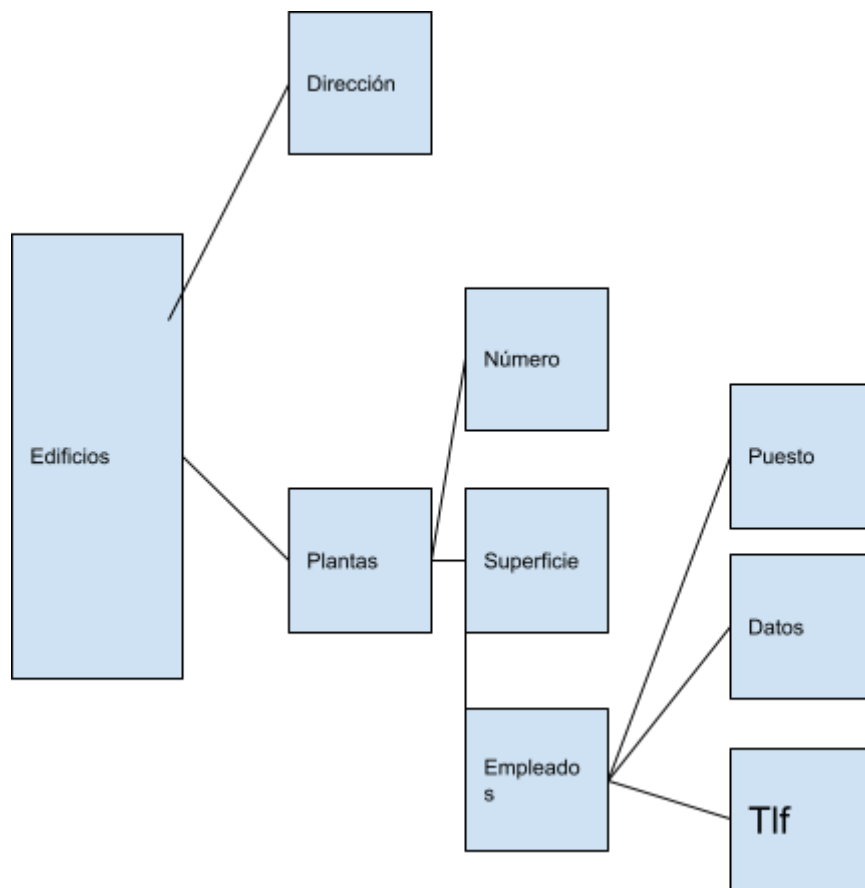 Dirección
Edificios
Plantas
Número
Superficie
Empleado
s
Puesto
Datos
Tlf